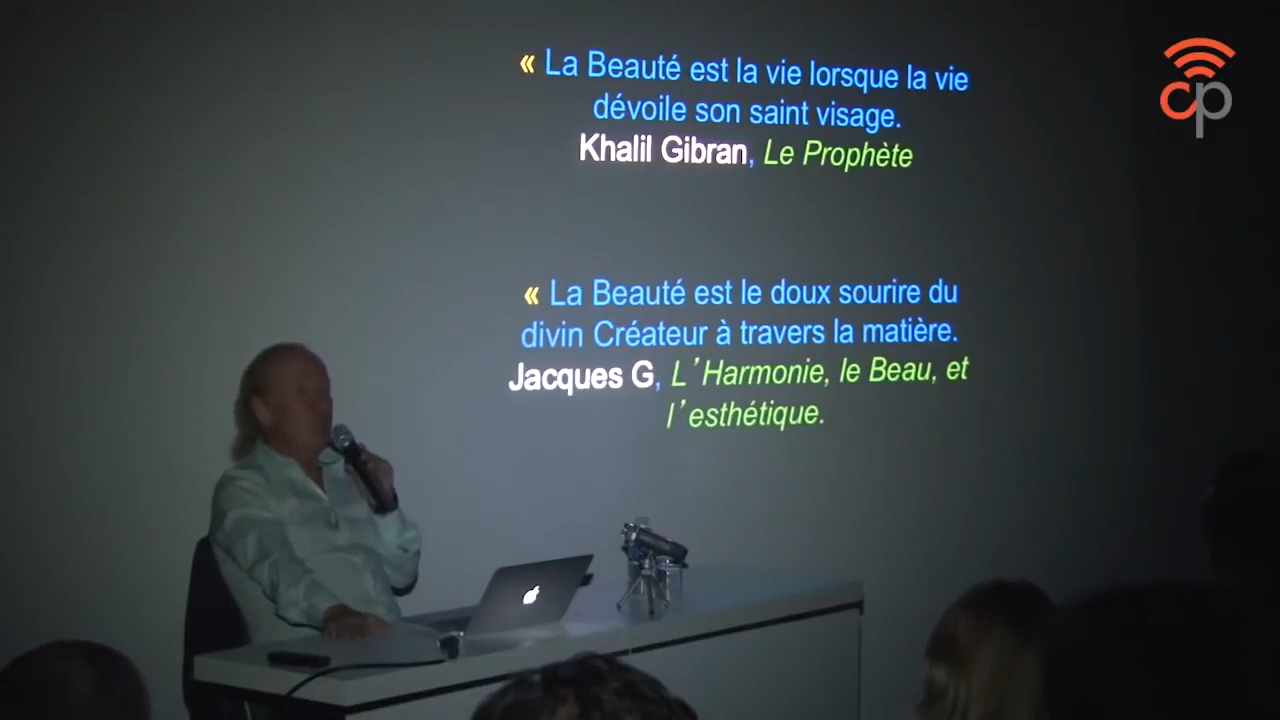 « La Beauté est la vie lorsque la vie
dévoile son saint visage.
Khalil Gibran, Le Prophète
« La Beauté est le doux sourire du
divin Créateur à travers la matière.
Jacques G, L'Harmonie, le Beau, et
l'esthétique.
cp